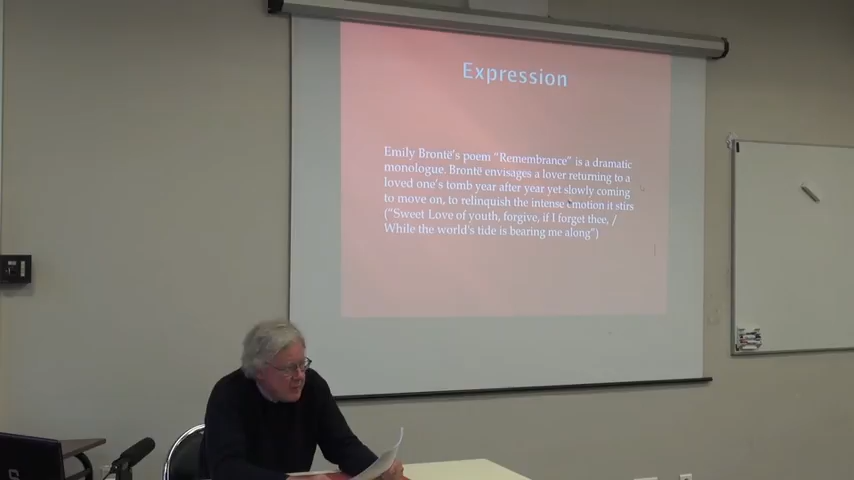 Expression
Emily Brontë's poem "Remembrance" is a dramatic
monologue. Brontë envisages a lover returning to a
loved one's tomb year after year yet slowly coming
to move on, to relinquish the intense emotion it stirs
("Sweet Love of youth, forgive, if I forget thee, /
While the world's tide is bearing me along")